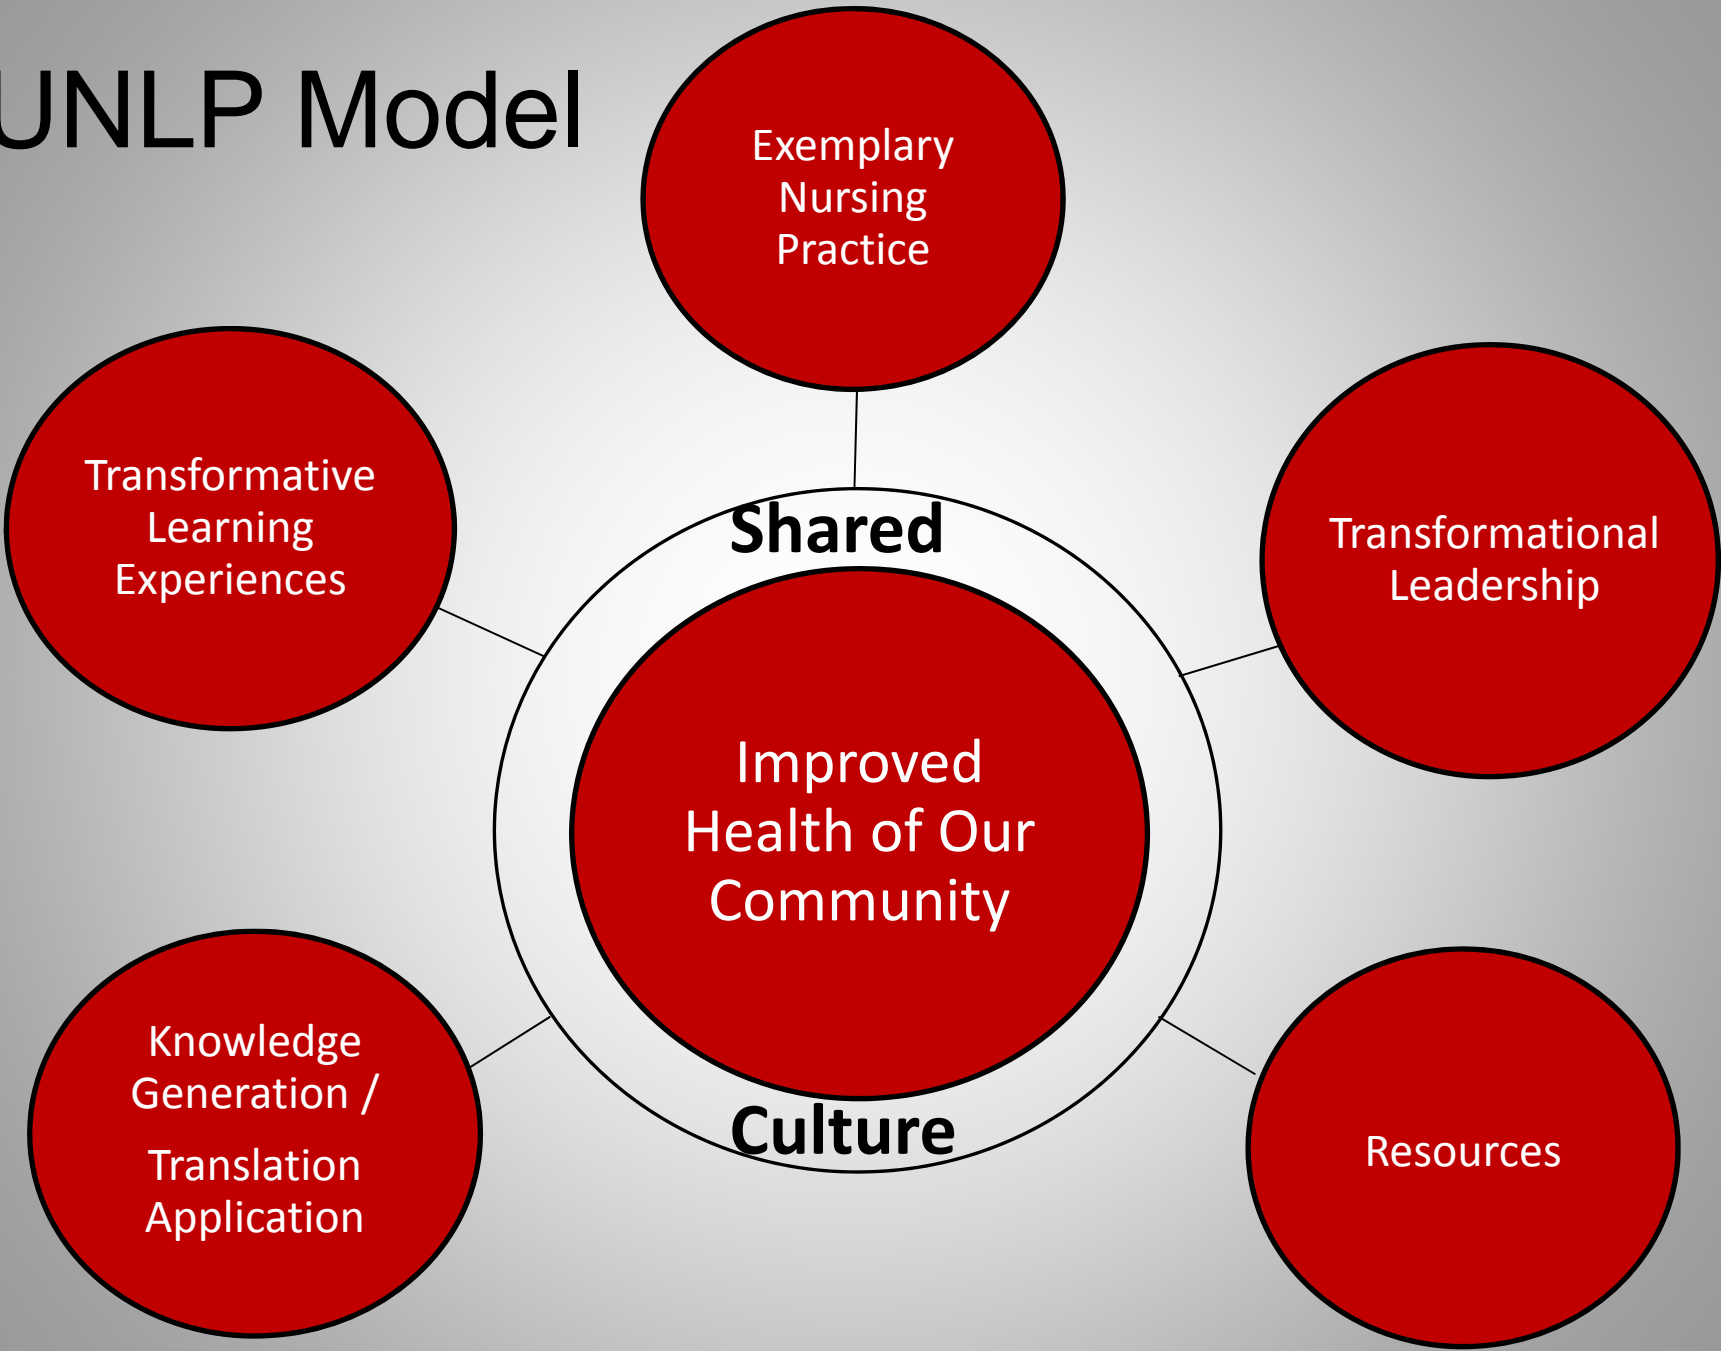 UNLP Model
Exemplary
Nursing
Practice
Transformative
Learning
Experiences
Transformational
Leadership
Shared
Improved
Health of Our
Community
Culture
Knowledge
Generation /
Translation
Application
Resources